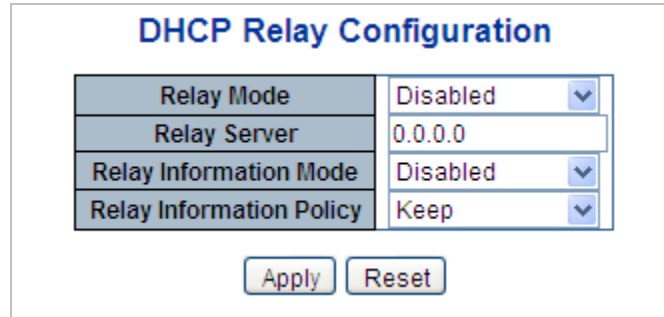 DHCP Relay Configuration
Relay Mode Disabled
Relay Server 0.0.0.0
Relay Information Mode Disabled
Relay Information Policy Keep
Apply Reset